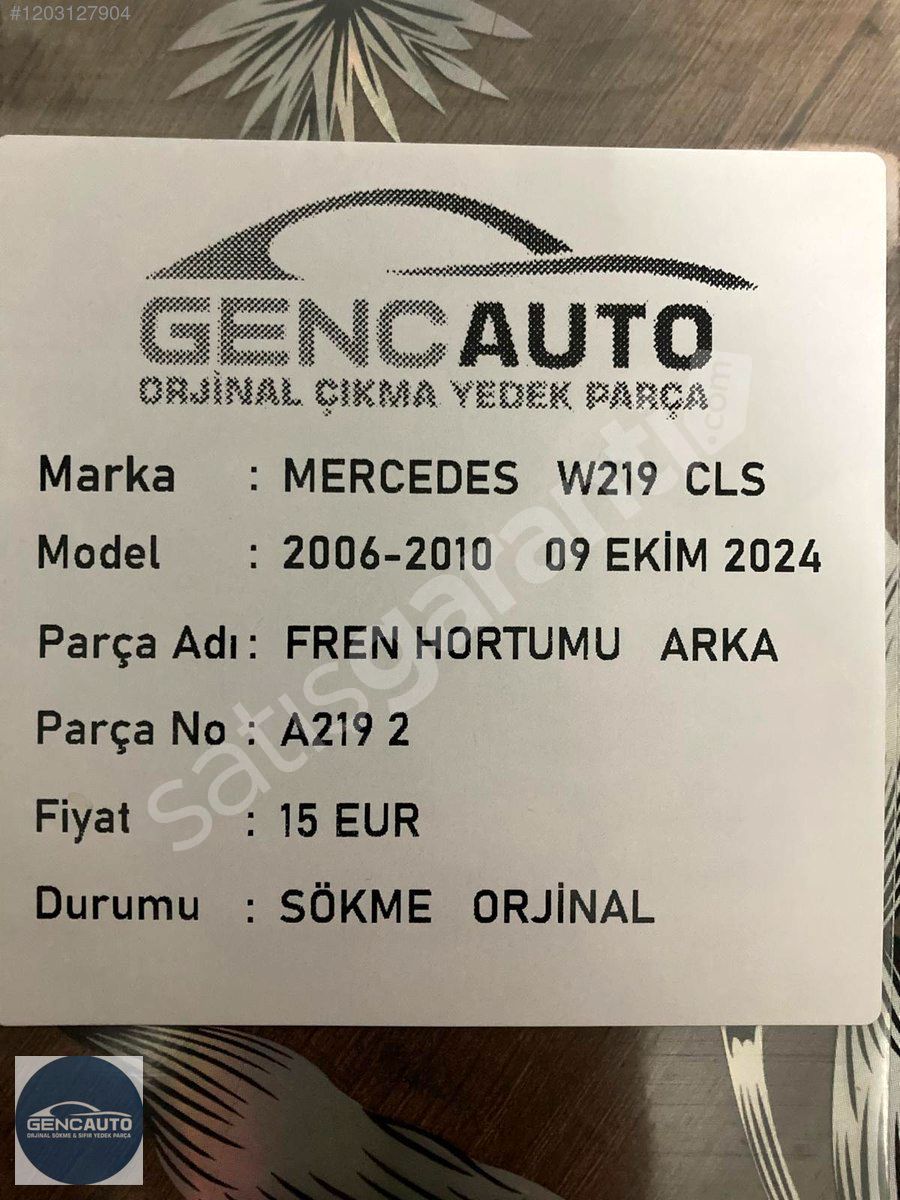 #1203127904
GENCAUTO
ORJİNAL ÇIKMA YEDEK PARÇA
Marka : MERCEDES W219 CLS
Model : 2006-2010 09 EKİM 2024
Parça Adı : FREN HORTUMU ARKA
Parça No : A219 2
Fiyat : 15 EUR
Durumu : SÖKME ORJİNAL
satısgaranti.com
GENCAUTO
ORJİNAL SÖKME & SIFIR YEDEK PARÇA